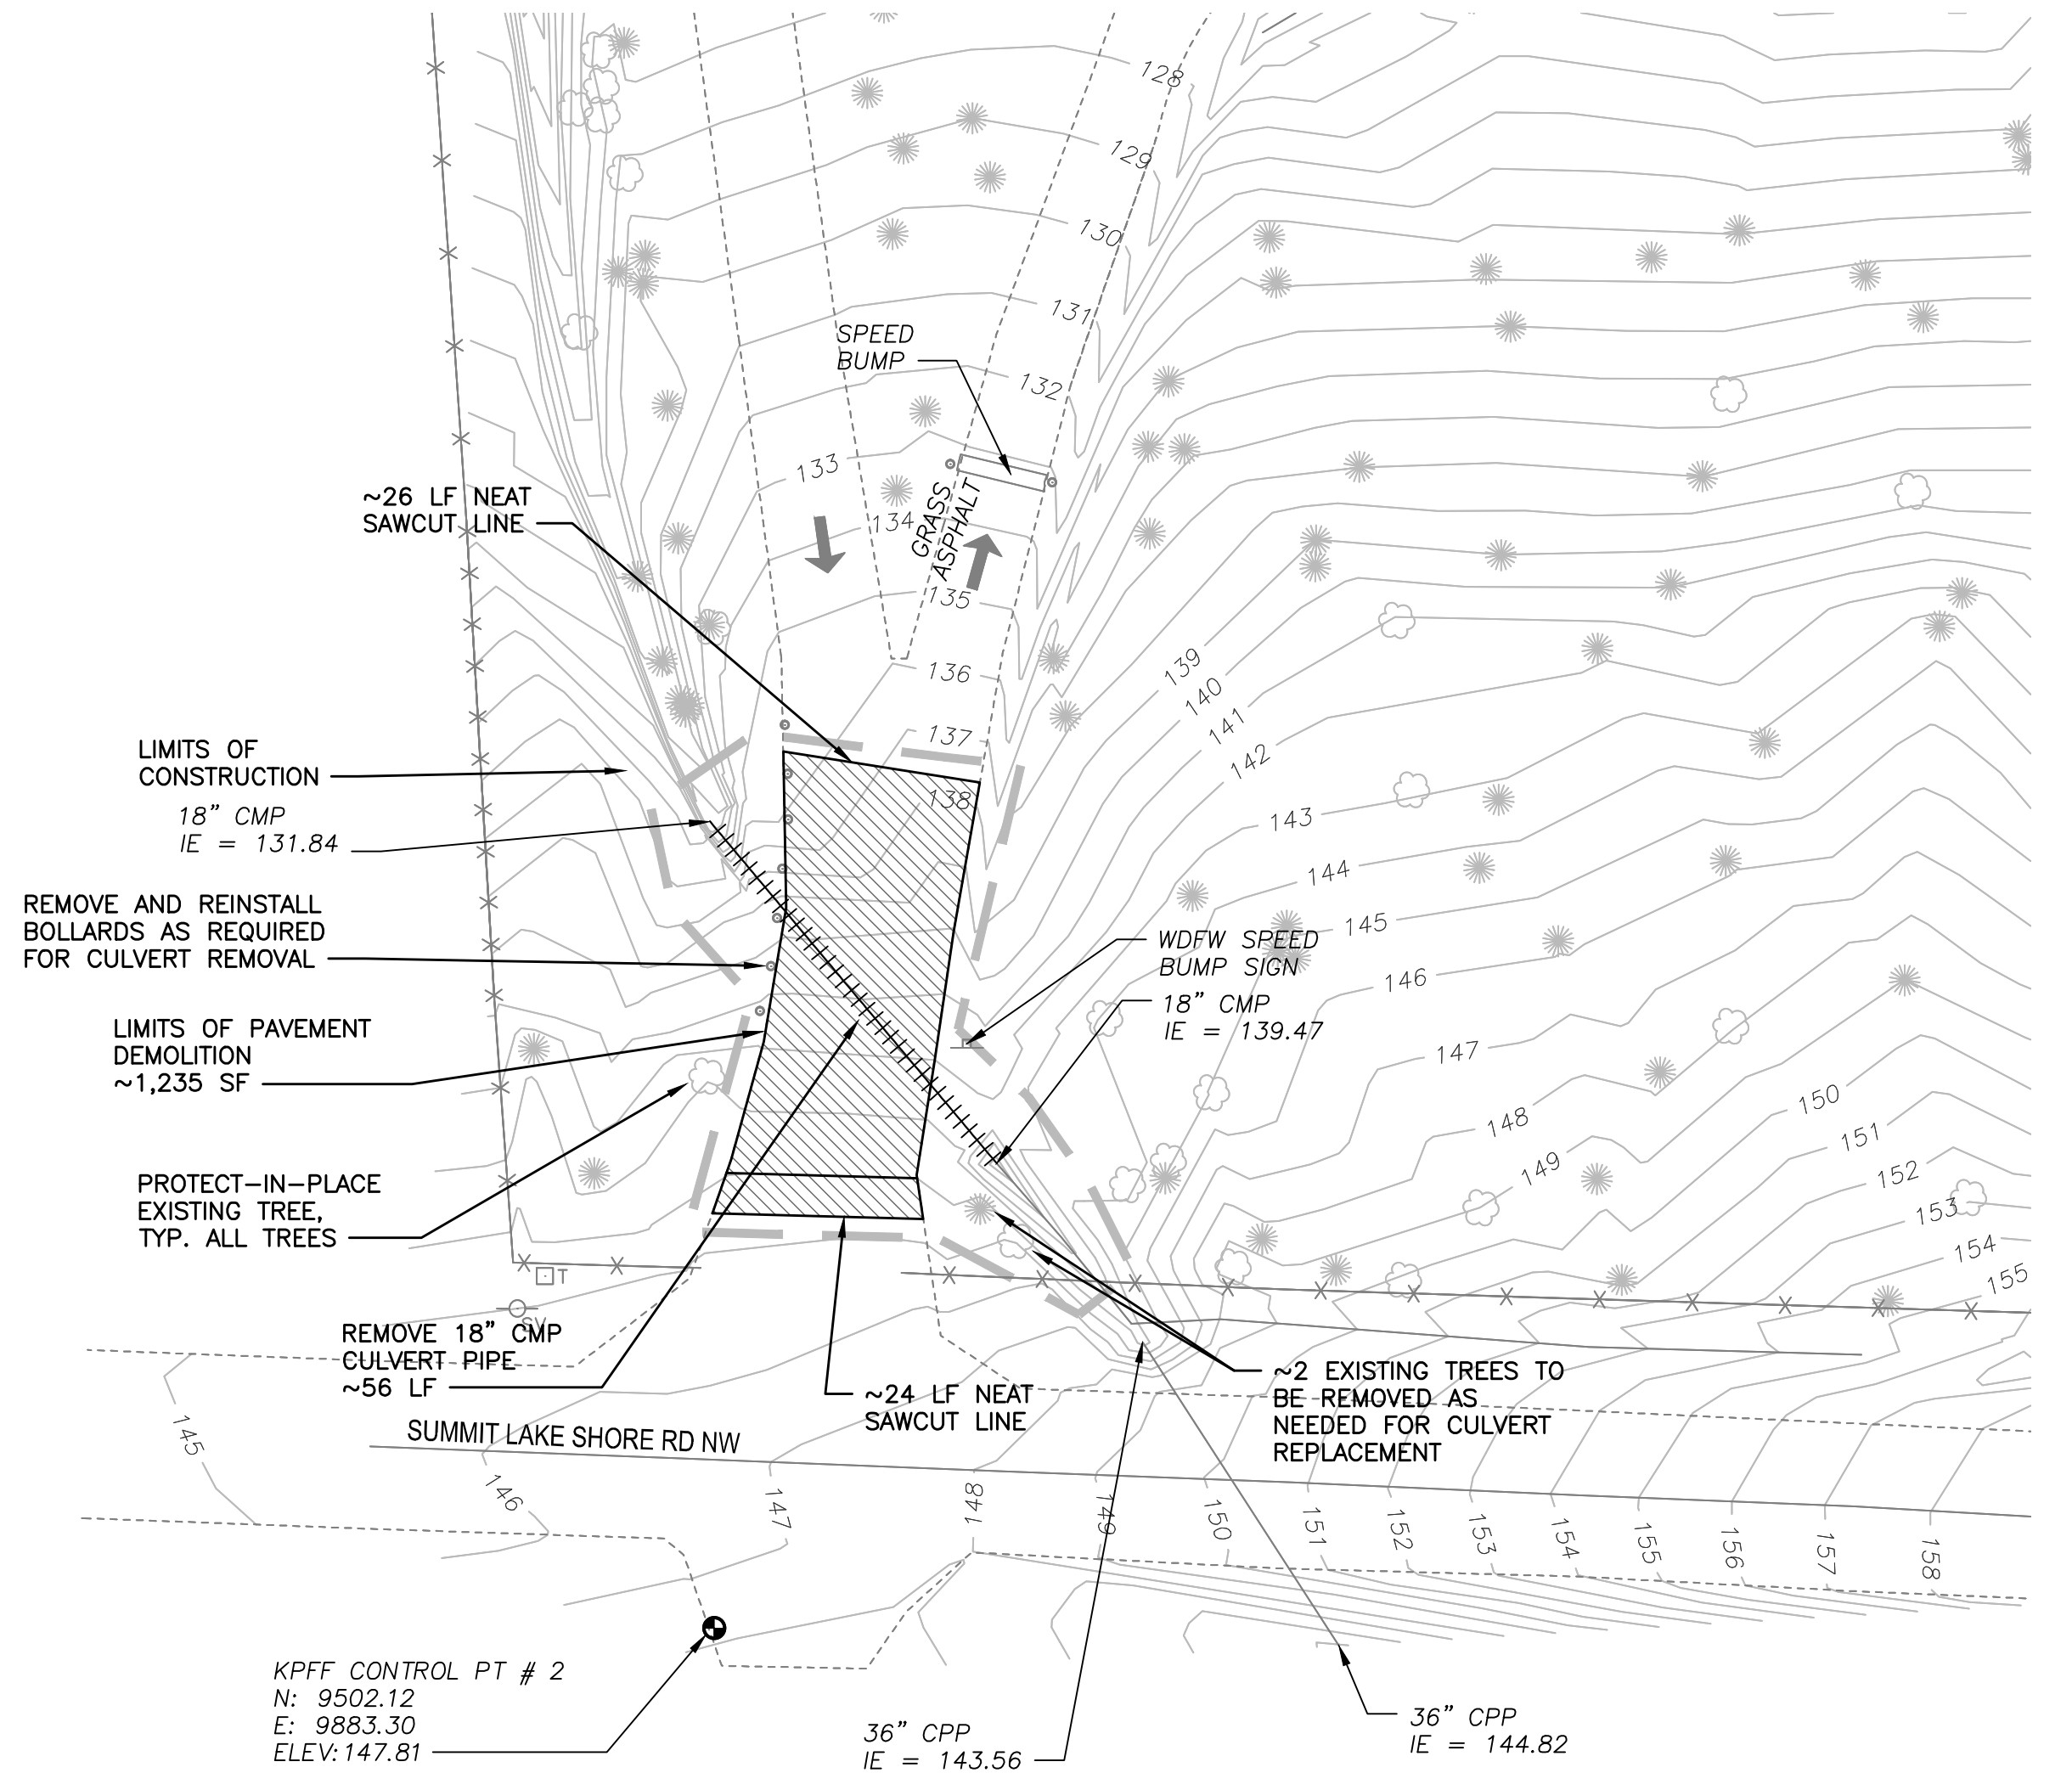 128
129
130
131
SPEED
BUMP
132
133
~26 LF NEAT
SAWCUT LINE
134
GRASS
ASPHALT
135
136
139
140
141
142
137
138
LIMITS OF
CONSTRUCTION
18" CMP
IE = 131.84
143
144
145
146
147
148
149
150
151
152
153
154
155
REMOVE AND REINSTALL
BOLLARDS AS REQUIRED
FOR CULVERT REMOVAL
WDFW SPEED
BUMP SIGN
18" CMP
IE = 139.47
LIMITS OF PAVEMENT
DEMOLITION
~1,235 SF
PROTECT-IN-PLACE
EXISTING TREE,
TYP. ALL TREES
T
SV
REMOVE 18" CMP
CULVERT PIPE
~56 LF
~24 LF NEAT
SAWCUT LINE
~2 EXISTING TREES TO
BE REMOVED AS
NEEDED FOR CULVERT
REPLACEMENT
SUMMIT LAKE SHORE RD NW
145
146
147
148
149
150
151
152
153
154
155
156
157
158
KPFF CONTROL PT # 2
N: 9502.12
E: 9883.30
ELEV:147.81
36" CPP
IE = 143.56
36" CPP
IE = 144.82